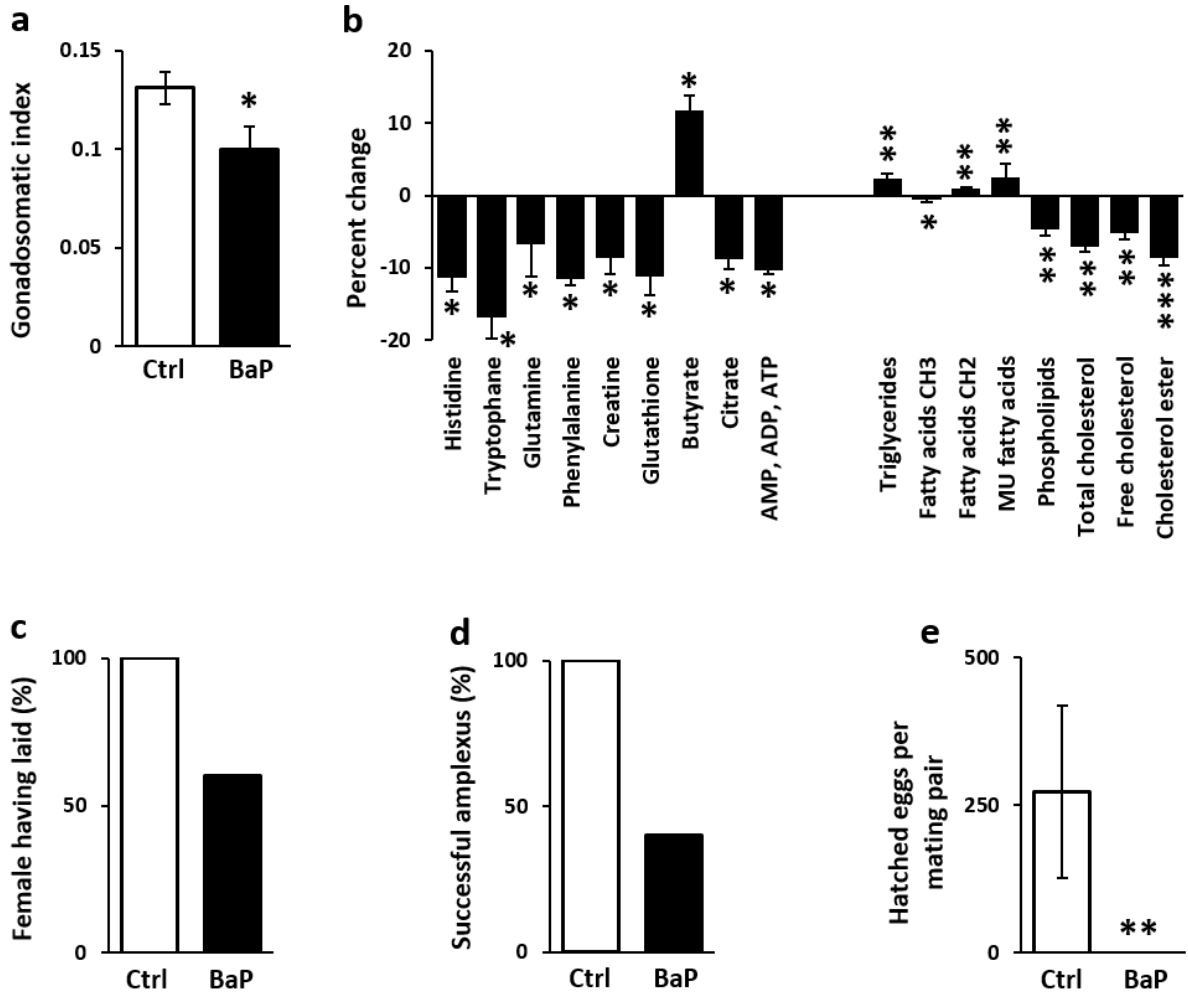 a
Gonadosomatic index
0.15
0.1
0.05
0
*
Ctrl
BaP
b
Percent change
20
10
0
-10
-20
*
*
*
*
*
*
*
*
*
**
*
**
**
**
**
**
***
Histidine
Tryptophane
Glutamine
Phenylalanine
Creatine
Glutathione
Butyrate
Citrate
AMP, ADP, ATP
Triglycerides
Fatty acids CH3
Fatty acids CH2
MU fatty acids
Phospholipids
Total cholesterol
Free cholesterol
Cholesterol ester
c
Female having laid (%)
100
50
0
Ctrl
BaP
d
Successful amplexus (%)
100
50
0
Ctrl
BaP
e
Hatched eggs per
mating pair
500
250
0
**
Ctrl
BaP